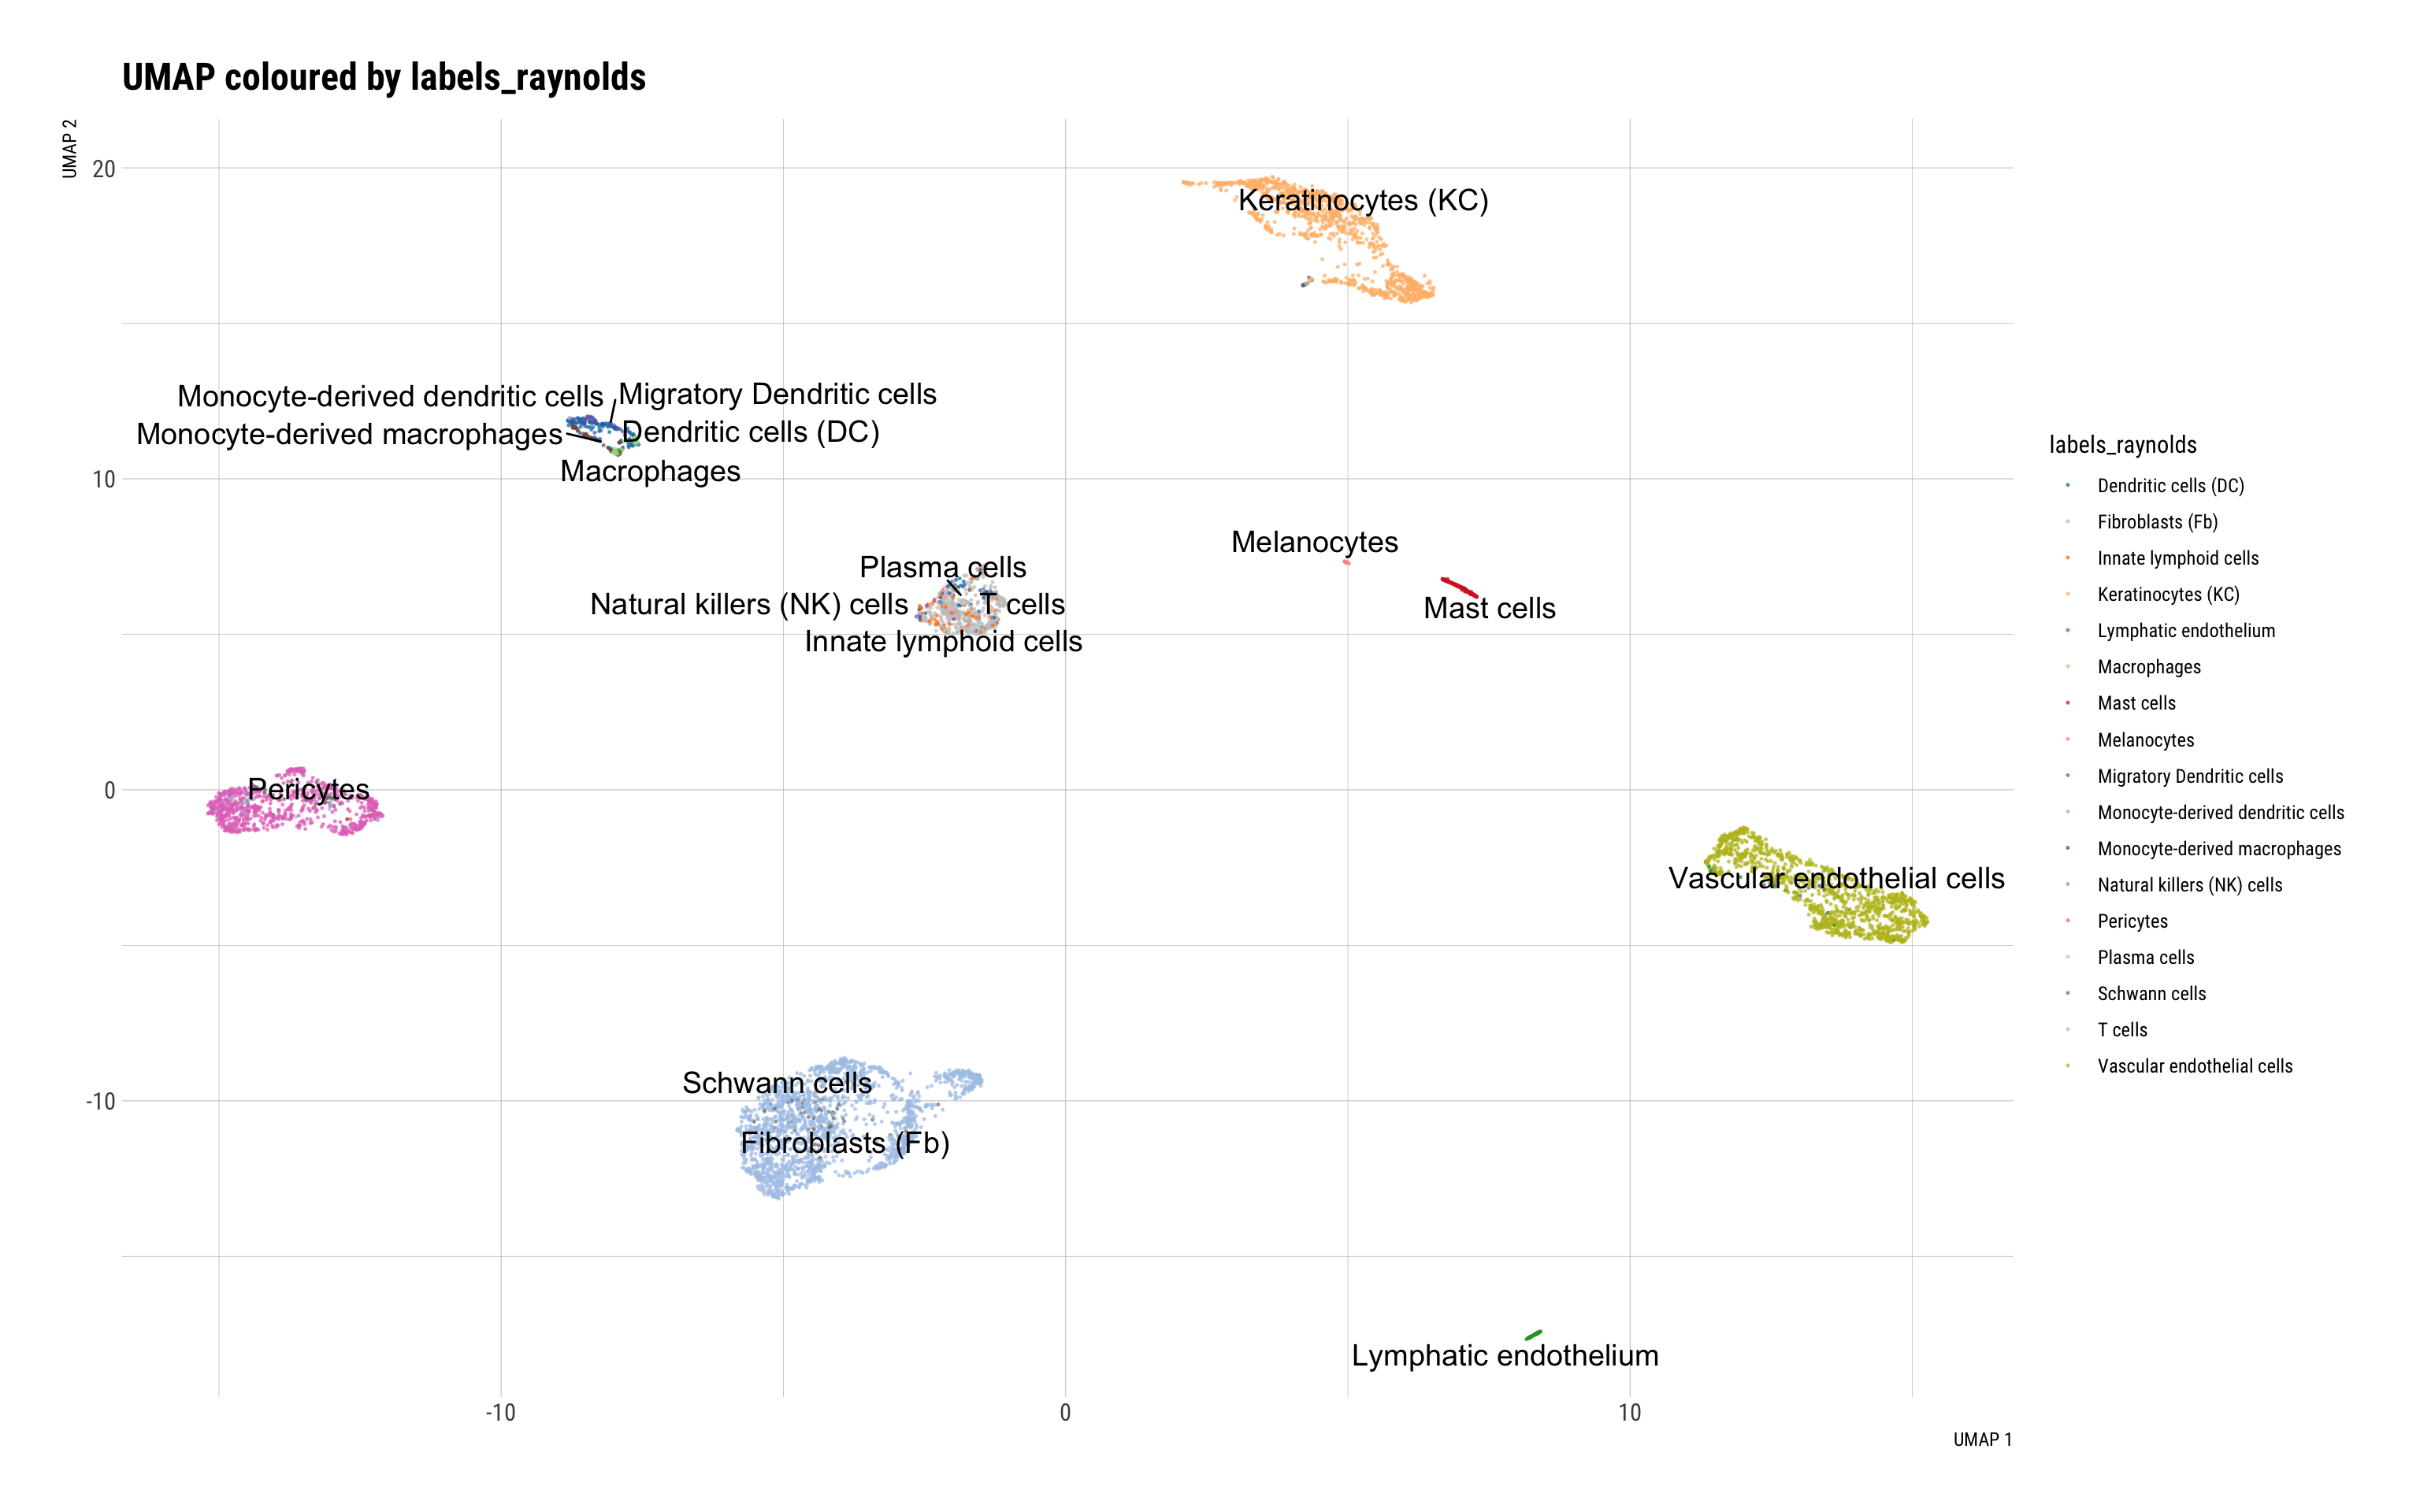 UMAP coloured by labels_raynolds
UMAP 2
20
10
0
-10
Keratinocytes (KC)
Monocyte-derived dendritic cells
Migratory Dendritic cells
Monocyte-derived macrophages
Dendritic cells (DC)
Macrophages
Melanocytes
Plasma cells
Natural killers (NK) cells
T cells
Mast cells
Innate lymphoid cells
Pericytes
Vascular endothelial cells
Schwann cells
Fibroblasts (Fb)
Lymphatic endothelium
-10
0
10
UMAP 1
labels_raynolds
Dendritic cells (DC)
Fibroblasts (Fb)
Innate lymphoid cells
Keratinocytes (KC)
Lymphatic endothelium
Macrophages
Mast cells
Melanocytes
Migratory Dendritic cells
Monocyte-derived dendritic cells
Monocyte-derived macrophages
Natural killers (NK) cells
Pericytes
Plasma cells
Schwann cells
T cells
Vascular endothelial cells